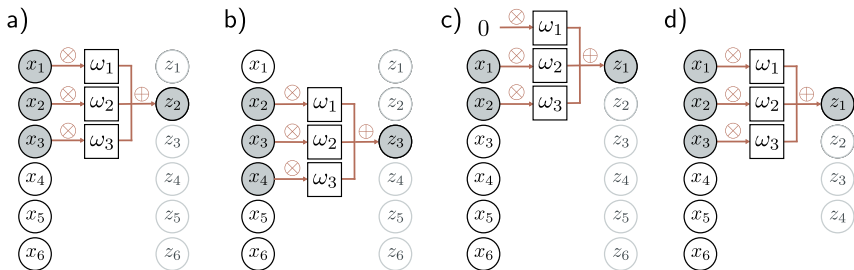 a) b) c) d)
0 ⊗ ω₁
x₁ ⊗ ω₁ z₁ x₁ z₁ x₁ ⊗ ω₂ ⊕ z₁ x₁ ⊗ ω₁
x₂ ⊗ ω₂ ⊕ z₂ x₂ ⊗ ω₁ z₂ x₂ ⊗ ω₃ z₂ x₂ ⊗ ω₂ ⊕ z₁
x₃ ⊗ ω₃ z₃ x₃ ⊗ ω₂ ⊕ z₃ x₃ z₃ x₃ ⊗ ω₃ z₂
x₄ z₄ x₄ ⊗ ω₃ z₄ x₄ z₄ x₄ z₃
x₅ z₅ x₅ z₅ x₅ z₅ x₅ z₄
x₆ z₆ x₆ z₆ x₆ z₆ x₆